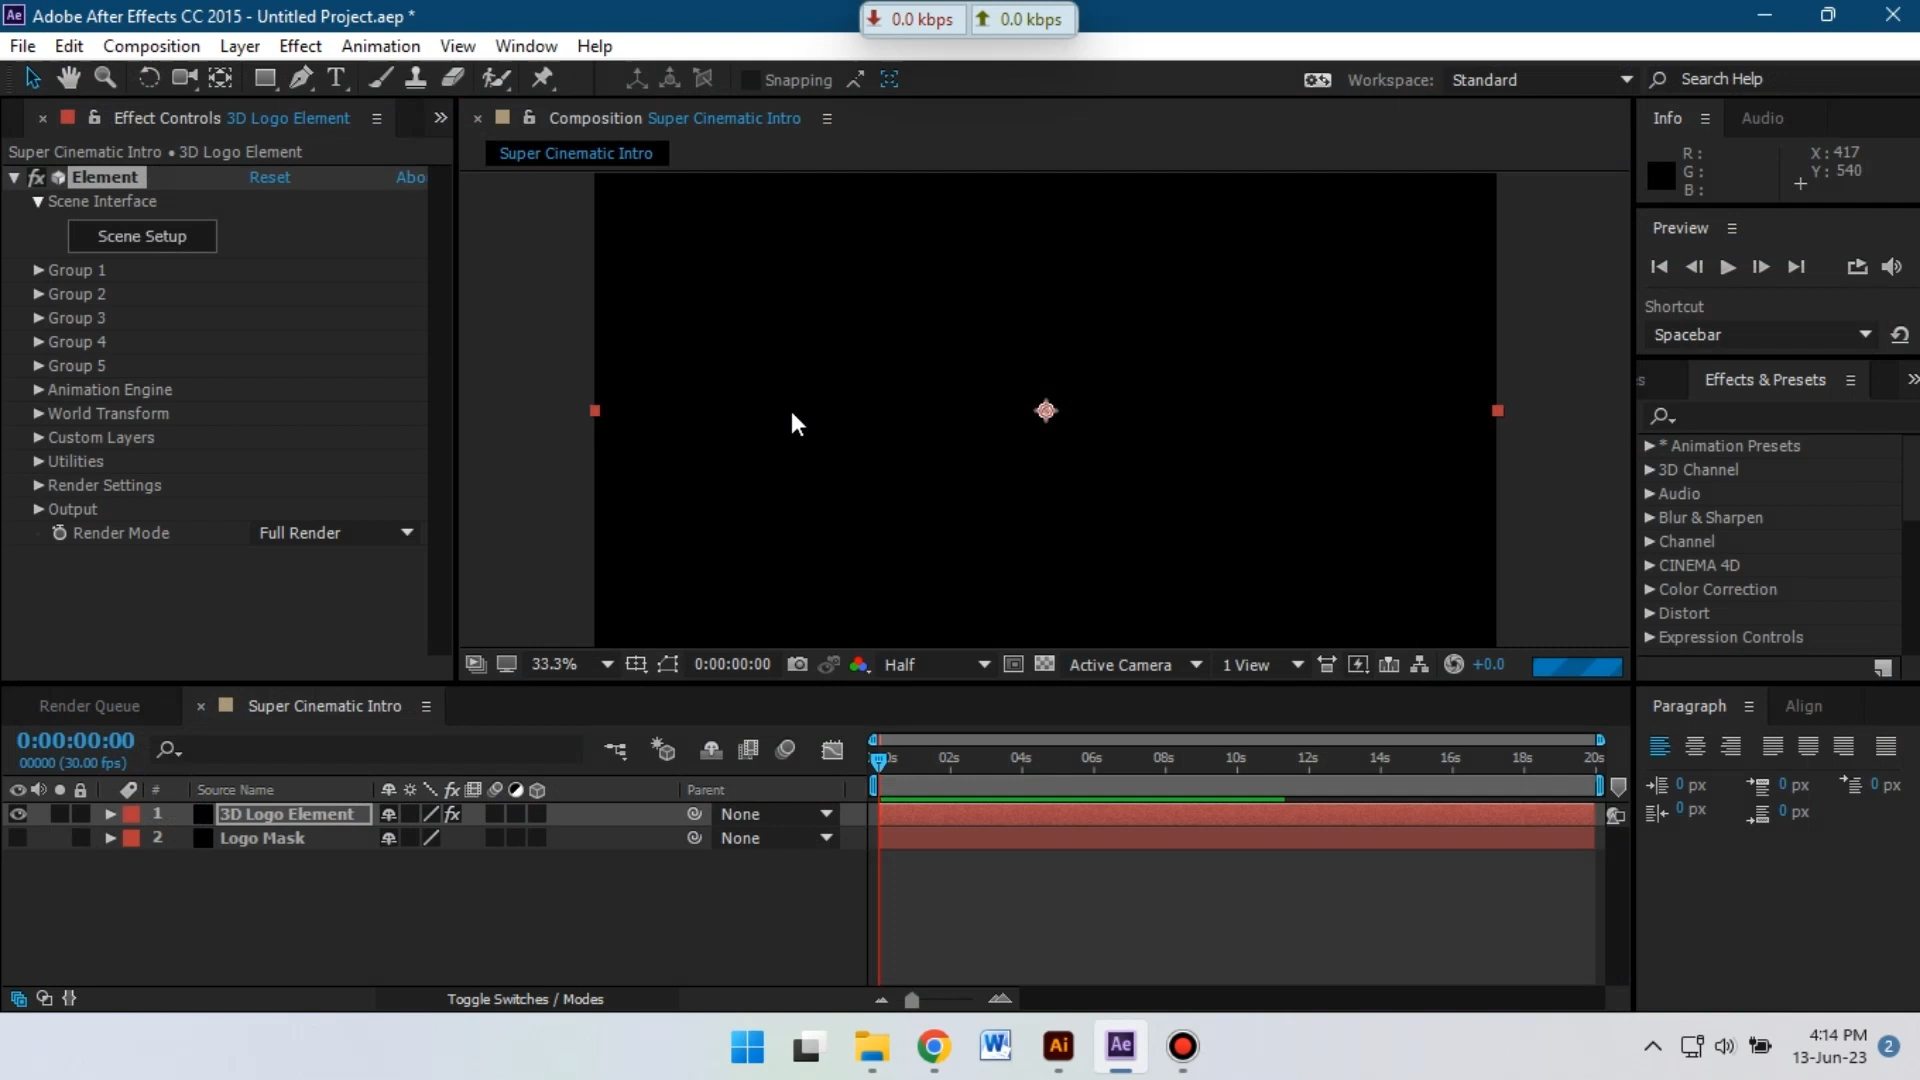 Adobe After Effects CC 2015 - Untitled Project.aep *
0.0 kbps
0.0 kbps
File Edit Composition Layer Effect Animation View Window Help
Snapping
Workspace: Standard
Search Help
Effect Controls 3D Logo Element
Super Cinematic Intro • 3D Logo Element
Element Reset Abo
Scene Interface
Scene Setup
Group 1
Group 2
Group 3
Group 4
Group 5
Animation Engine
World Transform
Custom Layers
Utilities
Render Settings
Output
Render Mode Full Render
Composition Super Cinematic Intro
Super Cinematic Intro
33.3% 0:00:00:00 Half Active Camera 1 View +0.0
Info Audio
R: X: 417
G: Y: 540
B:
Preview
Shortcut
Spacebar
s Effects & Presets
* Animation Presets
3D Channel
Audio
Blur & Sharpen
Channel
CINEMA 4D
Color Correction
Distort
Expression Controls
Render Queue Super Cinematic Intro
0:00:00:00
00000 (30.00 fps)
0s 02s 04s 06s 08s 10s 12s 14s 16s 18s 20s
# Source Name fx Parent
1 3D Logo Element fx None
2 Logo Mask None
Toggle Switches / Modes
Paragraph Align
0 px 0 px 0 px
0 px 0 px
W Ai Ae
4:14 PM
13-Jun-23
2